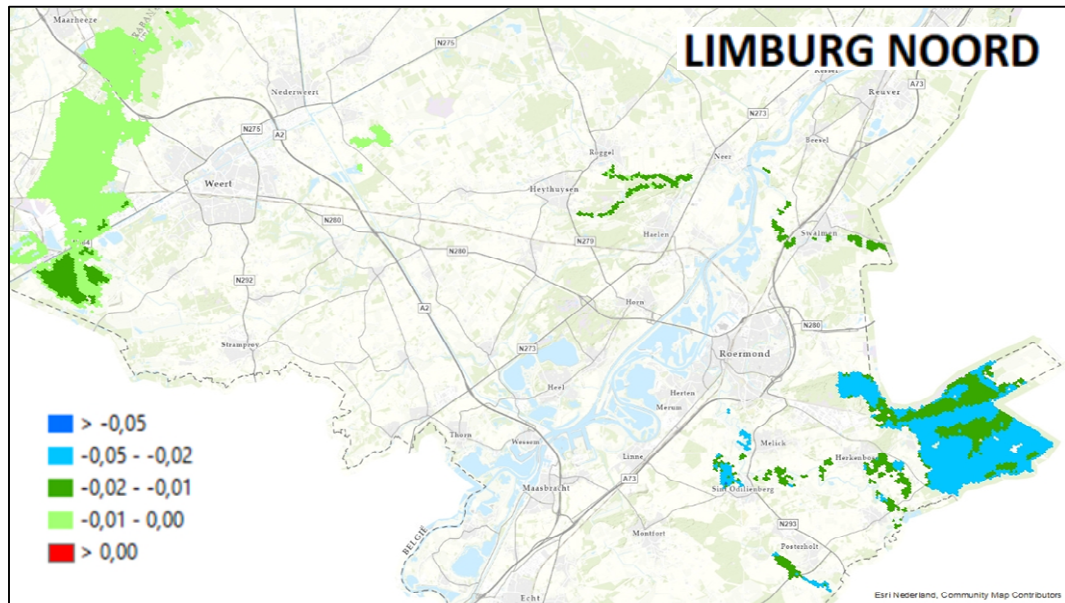 Maarheeze
LIMBURG NOORD
N275
Nederweert
A73
Reuver
N273
N275
A2
Beesel
Roggel
Neer
Weert
Heythuysen
N280
N279
Haelen
Swalmen
N280
N292
A2
Horn
N280
Stramproy
N273
Roermond
Heel
Herten
Merum
> -0,05
Thorn
Wessem
Melick
-0,05 - -0,02
Linne
Herkenbosch
-0,02 - -0,01
Maasbracht
A73
Sint Odiliënberg
-0,01 - 0,00
N293
> 0,00
BELGIË
Montfort
Posterholt
Echt
Esri Nederland, Community Map Contributors